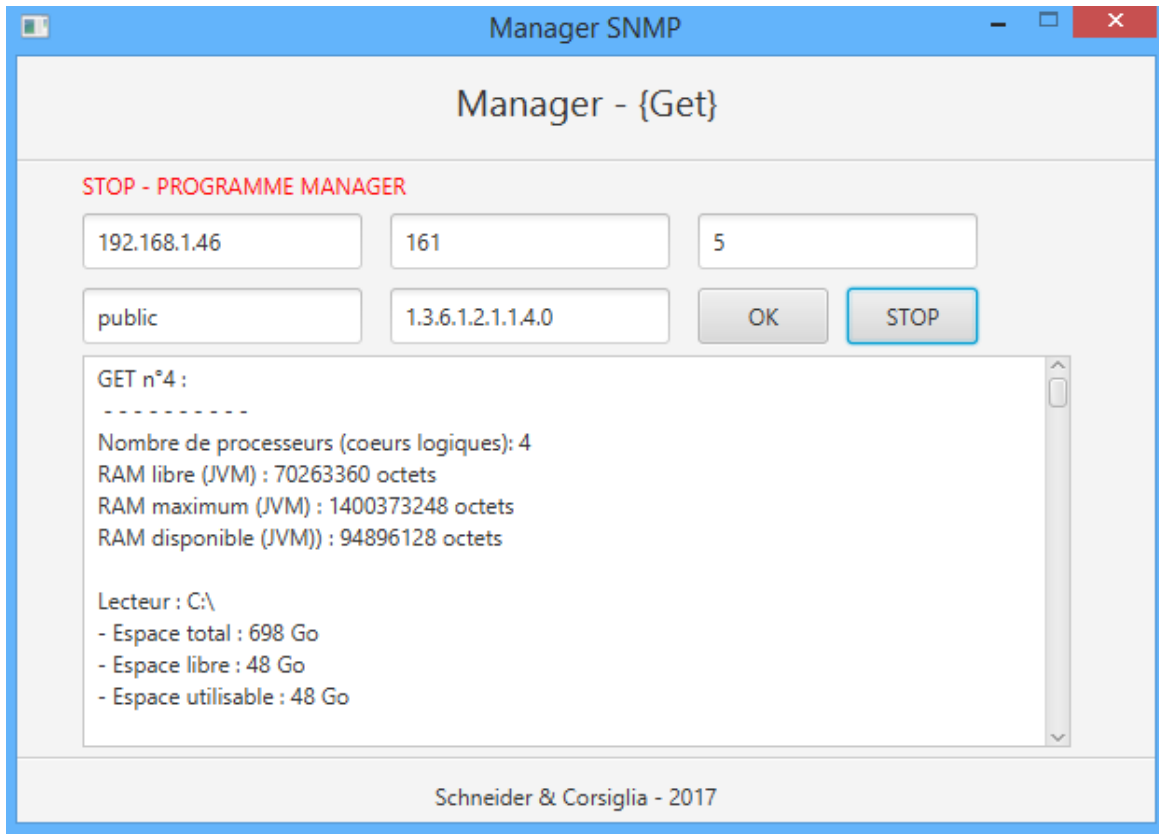 Manager SNMP
Manager - {Get}
STOP - PROGRAMME MANAGER
192.168.1.46 161 5
public 1.3.6.1.2.1.1.4.0 OK STOP
GET n°4 :
- - - - - - - - - -
Nombre de processeurs (coeurs logiques): 4
RAM libre (JVM) : 70263360 octets
RAM maximum (JVM) : 1400373248 octets
RAM disponible (JVM)) : 94896128 octets
Lecteur : C:\
- Espace total : 698 Go
- Espace libre : 48 Go
- Espace utilisable : 48 Go
Schneider & Corsiglia - 2017